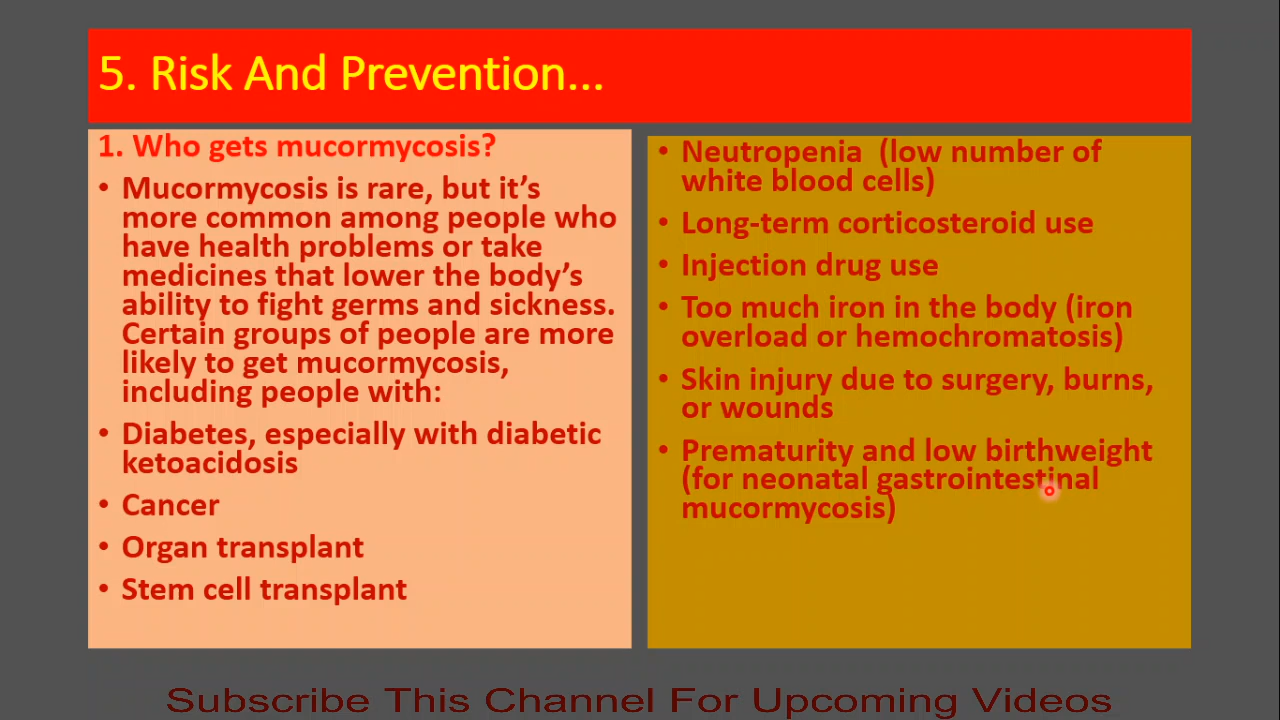 5. Risk And Prevention...
1. Who gets mucormycosis?
• Mucormycosis is rare, but it’s
more common among people who
have health problems or take
medicines that lower the body’s
ability to fight germs and sickness.
Certain groups of people are more
likely to get mucormycosis,
including people with:
• Diabetes, especially with diabetic
ketoacidosis
• Cancer
• Organ transplant
• Stem cell transplant
• Neutropenia  (low number of
white blood cells)
• Long-term corticosteroid use
• Injection drug use
• Too much iron in the body (iron
overload or hemochromatosis)
• Skin injury due to surgery, burns,
or wounds
• Prematurity and low birthweight
(for neonatal gastrointestinal
mucormycosis)
Subscribe This Channel For Upcoming Videos